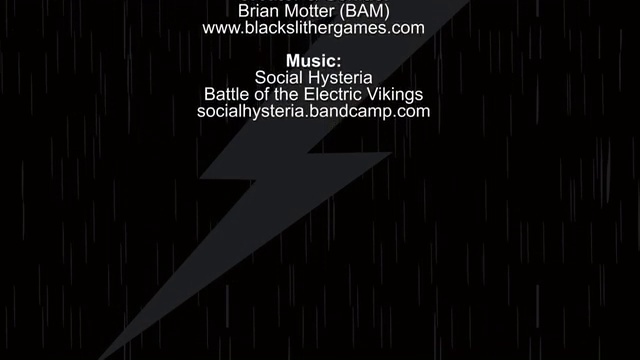 Brian Motter (BAM)
www.blackslithergames.com
Music:
Social Hysteria
Battle of the Electric Vikings
socialhysteria.bandcamp.com